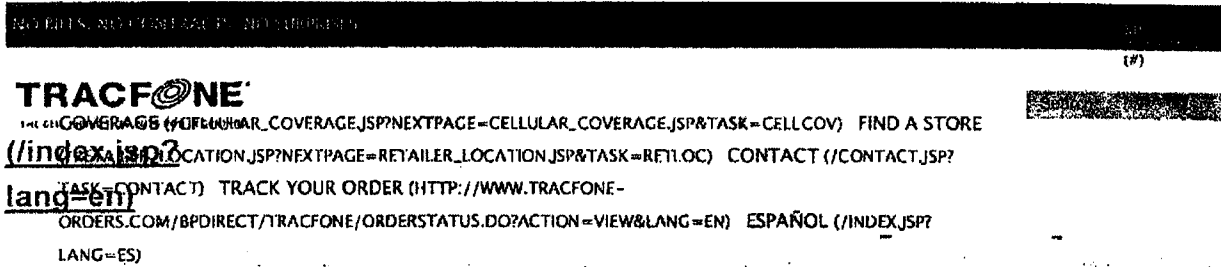 NO BILLS. NO CONTRACTS. NO SURPRISES
(#)
TRACFONE
COVERAGE (/CELLULAR_COVERAGE.JSP?NEXTPAGE=CELLULAR_COVERAGE.JSP&TASK=CELLCOV) FIND A STORE
(/index.jsp? LOCATION.JSP?NEXTPAGE=RETAILER_LOCATION.JSP&TASK=RETLOC) CONTACT (/CONTACT.JSP?
lang=en) TASK=CONTACT) TRACK YOUR ORDER (HTTP://WWW.TRACFONE-
ORDERS.COM/BPDIRECT/TRACFONE/ORDERSTATUS.DO?ACTION=VIEW&LANG=EN) ESPAÑOL (/INDEX.JSP?
LANG=ES)